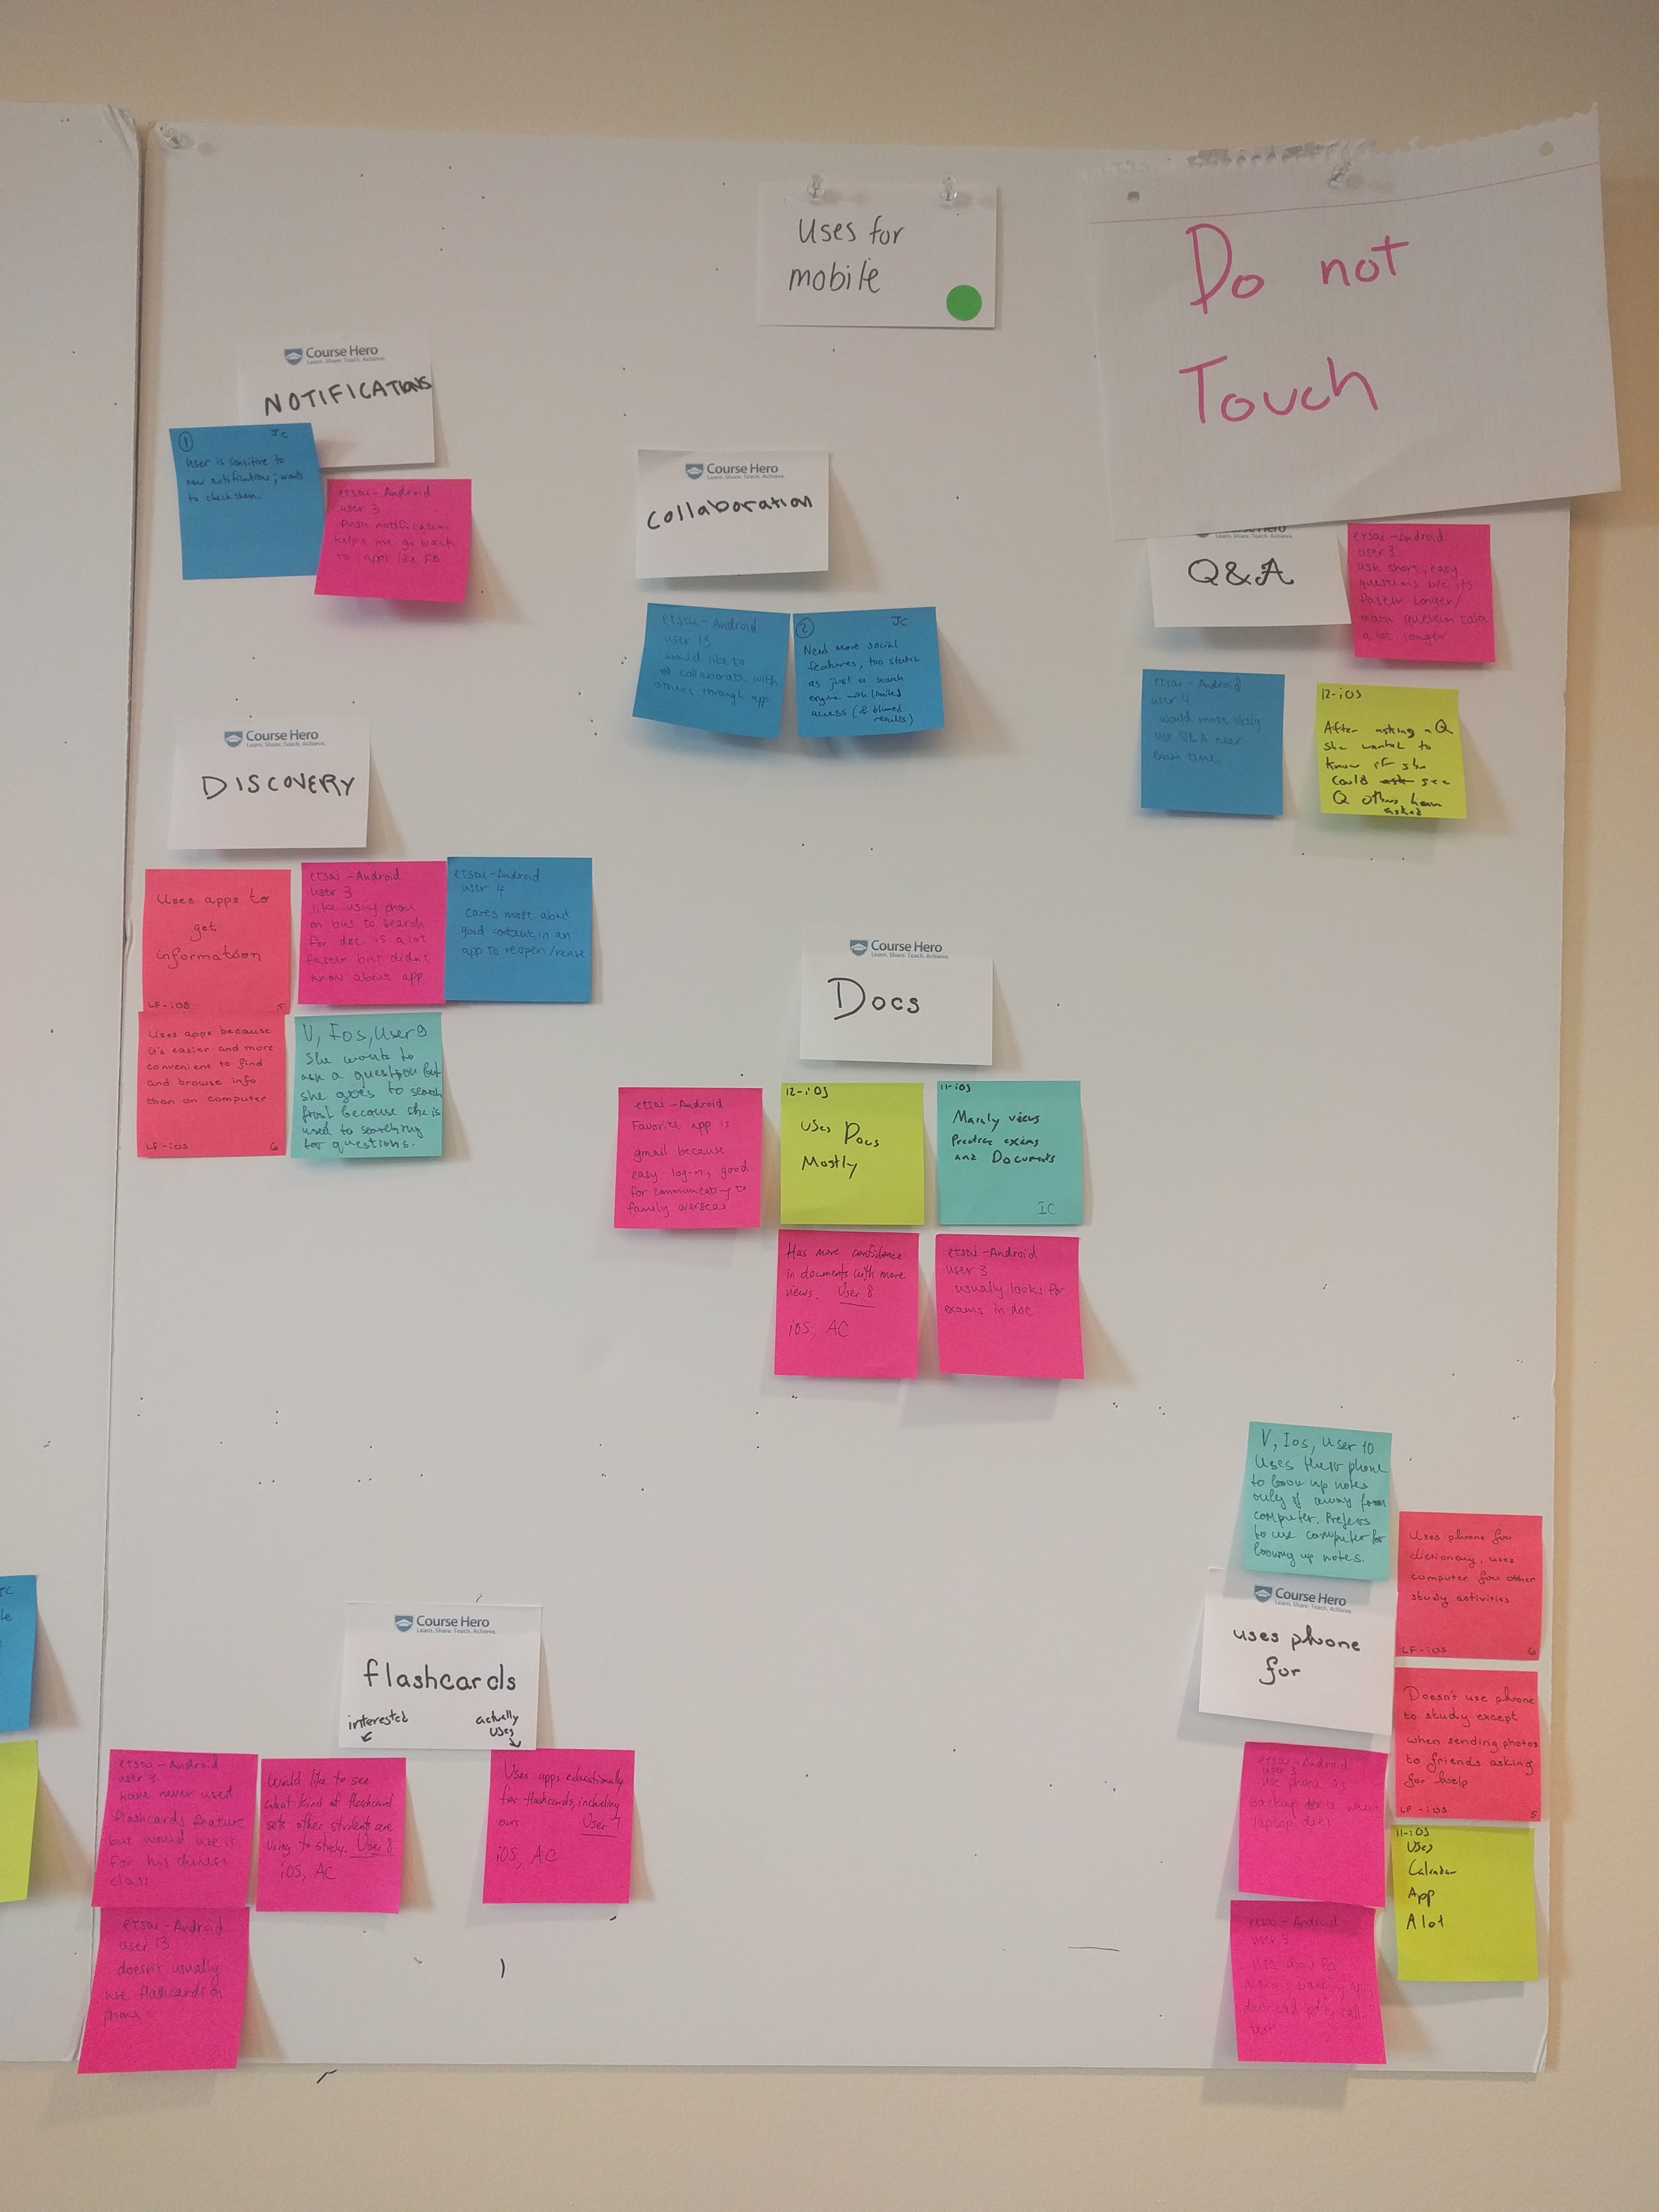 Uses for
mobile
Do not
Touch
Course Hero
Learn. Share. Teach. Achieve.
NOTIFICATIONS
1 JC
User is sensitive to
new notifications; wants
to check them.
etsai-Android
user 3
Push notification
helps me go back
to apps like FB
Course Hero
Learn. Share. Teach. Achieve.
Collaboration
etsai-Android
user 13
would like to
collaborate with
others through app
2 JC
Need More social
features, too static
as just a search
engine with limited
access (& blurred
results)
Course Hero
Learn. Share. Teach. Achieve.
Q&A
etsai-Android
user 3
ask short, easy
questions b/c its
faster longer/
math question take
a lot longer
etsai-Android
user 4
would most likely
use Q&A near
exam time
12-iOS
After asking a Q
she wanted to
know if she
could ask see
Q others have
asked
Course Hero
Learn. Share. Teach. Achieve.
DISCOVERY
Uses apps to
get
information
LF-iOS 5
etsai-Android
user 3
like using phone
on bus to search
for doc is a lot
faster but didn't
know about app
etsai-Android
user 4
cares most about
good content in an
app to reopen/reuse
Uses apps because
it's easier and more
convenient to find
and browse info
than on computer
LF-iOS 6
V, Ios, User 9
She wants to
ask a question but
she goes to search
first because she is
used to searching
for questions.
Course Hero
Learn. Share. Teach. Achieve.
Docs
etsai-Android
Favorite app is
gmail because
easy log-in, good
for communicating to
family overseas
12-iOS
Uses Docs
Mostly
11-iOS
Mainly views
Practice exams
and Documents
IC
Has more confidence
in documents with more
views. User 8
iOS, AC
etsai-Android
user 3
usually looks for
exams in doc
V, Ios, User 10
Uses their phone
to look up notes
only if away from
computer. Prefers
to use computer for
looking up notes.
Course Hero
Learn. Share. Teach. Achieve.
uses phone
for
Uses phone for
dictionary, uses
computer for other
study activities
LF-iOS 6
Doesn't use phone
to study except
when sending photos
to friends asking
for help
LF-iOS 5
etsai-Android
user 3
use phone as
backup device when
laptop dies
11-iOS
Uses
Calendar
App
Alot
etsai-Android
user 3
use phone for
banking app,
download pdf, call
text
Course Hero
Learn. Share. Teach. Achieve.
flashcards
interested
actually
uses
etsai-Android
user 3
have never used
flashcards feature
but would use it
for his chinese
class
Would like to see
what kind of flashcard
sets other students are
using to study. User 8
iOS, AC
Uses apps educationally
for flashcards, including
ours User 7
iOS, AC
etsai-Android
user 13
doesn't usually
use flashcard on
phone
JC